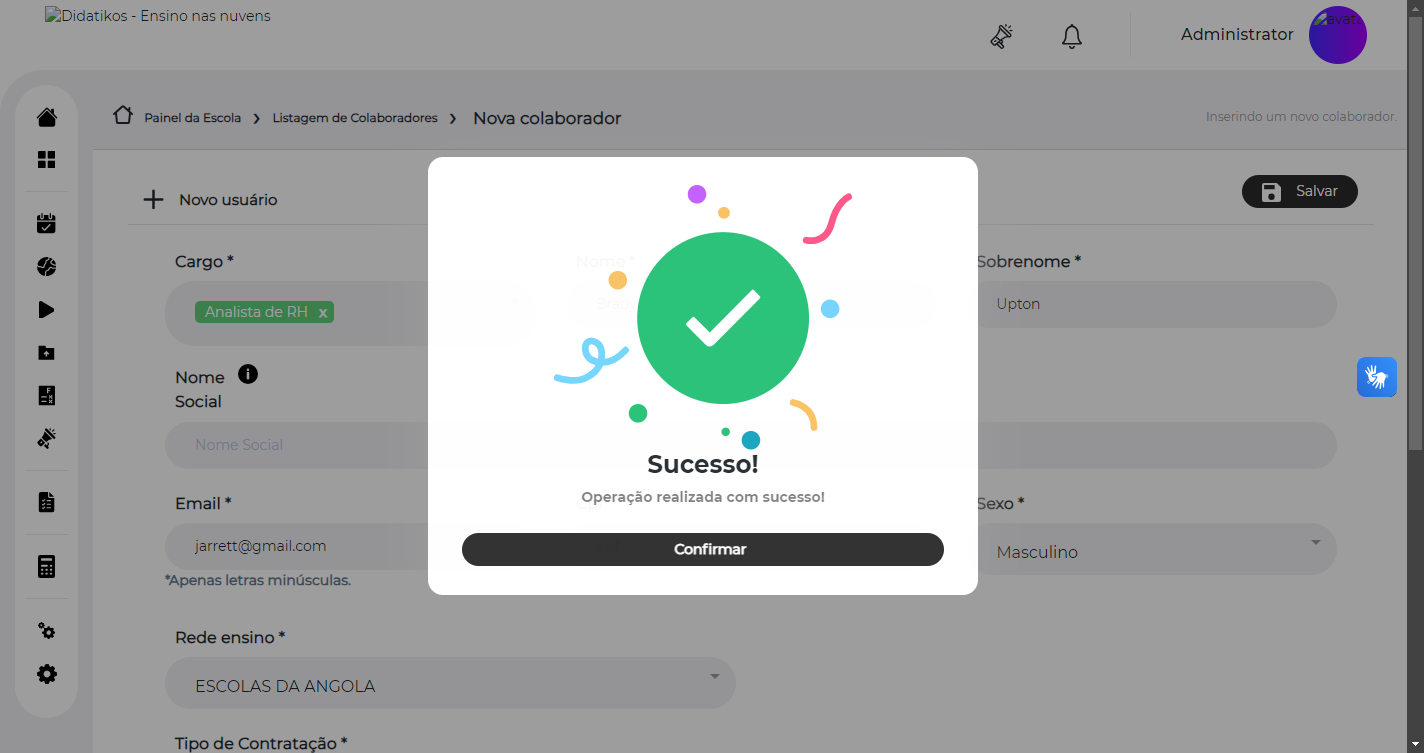 Didatikos - Ensino nas nuvens
Administrator
Painel da Escola
Listagem de Colaboradores
Nova colaborador
Inserindo um novo colaborador.
Novo usuário
Salvar
Cargo *
Nome *
Sobrenome *
Analista de RH x
Upton
Nome
Social
Nome Social
Sucesso!
Operação realizada com sucesso!
Confirmar
Email *
Sexo *
jarrett@gmail.com
Masculino
*Apenas letras minúsculas.
Rede ensino *
ESCOLAS DA ANGOLA
Tipo de Contratação *